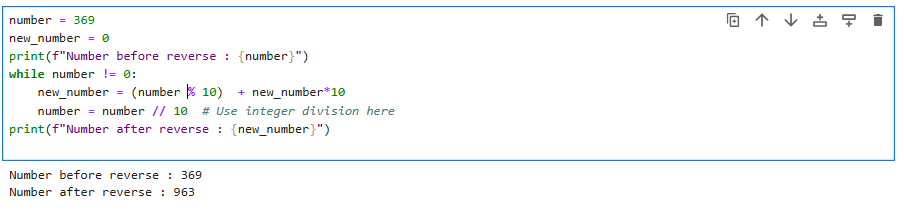 number = 369
new_number = 0
print(f"Number before reverse : {number}")
while number != 0:
    new_number = (number % 10)  + new_number*10
    number = number // 10  # Use integer division here
print(f"Number after reverse : {new_number}")
Number before reverse : 369
Number after reverse : 963